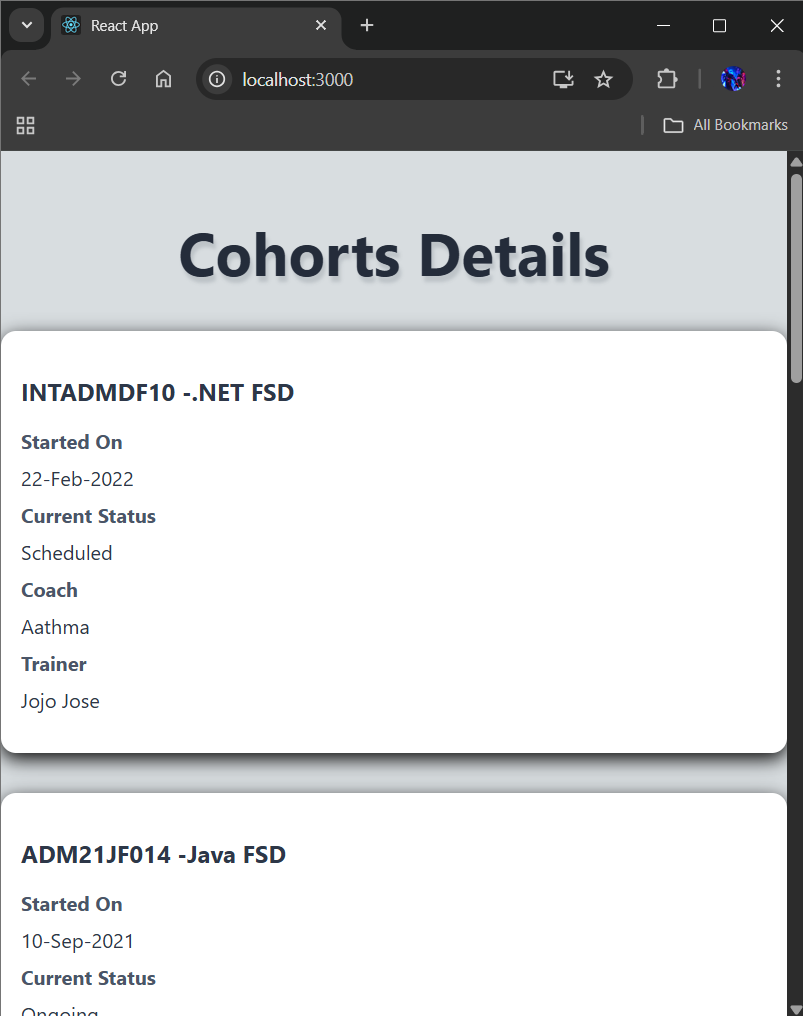 React App
localhost:3000
All Bookmarks
Cohorts Details
INTADMDF10 -.NET FSD
Started On
22-Feb-2022
Current Status
Scheduled
Coach
Aathma
Trainer
Jojo Jose
ADM21JF014 -Java FSD
Started On
10-Sep-2021
Current Status
Ongoing